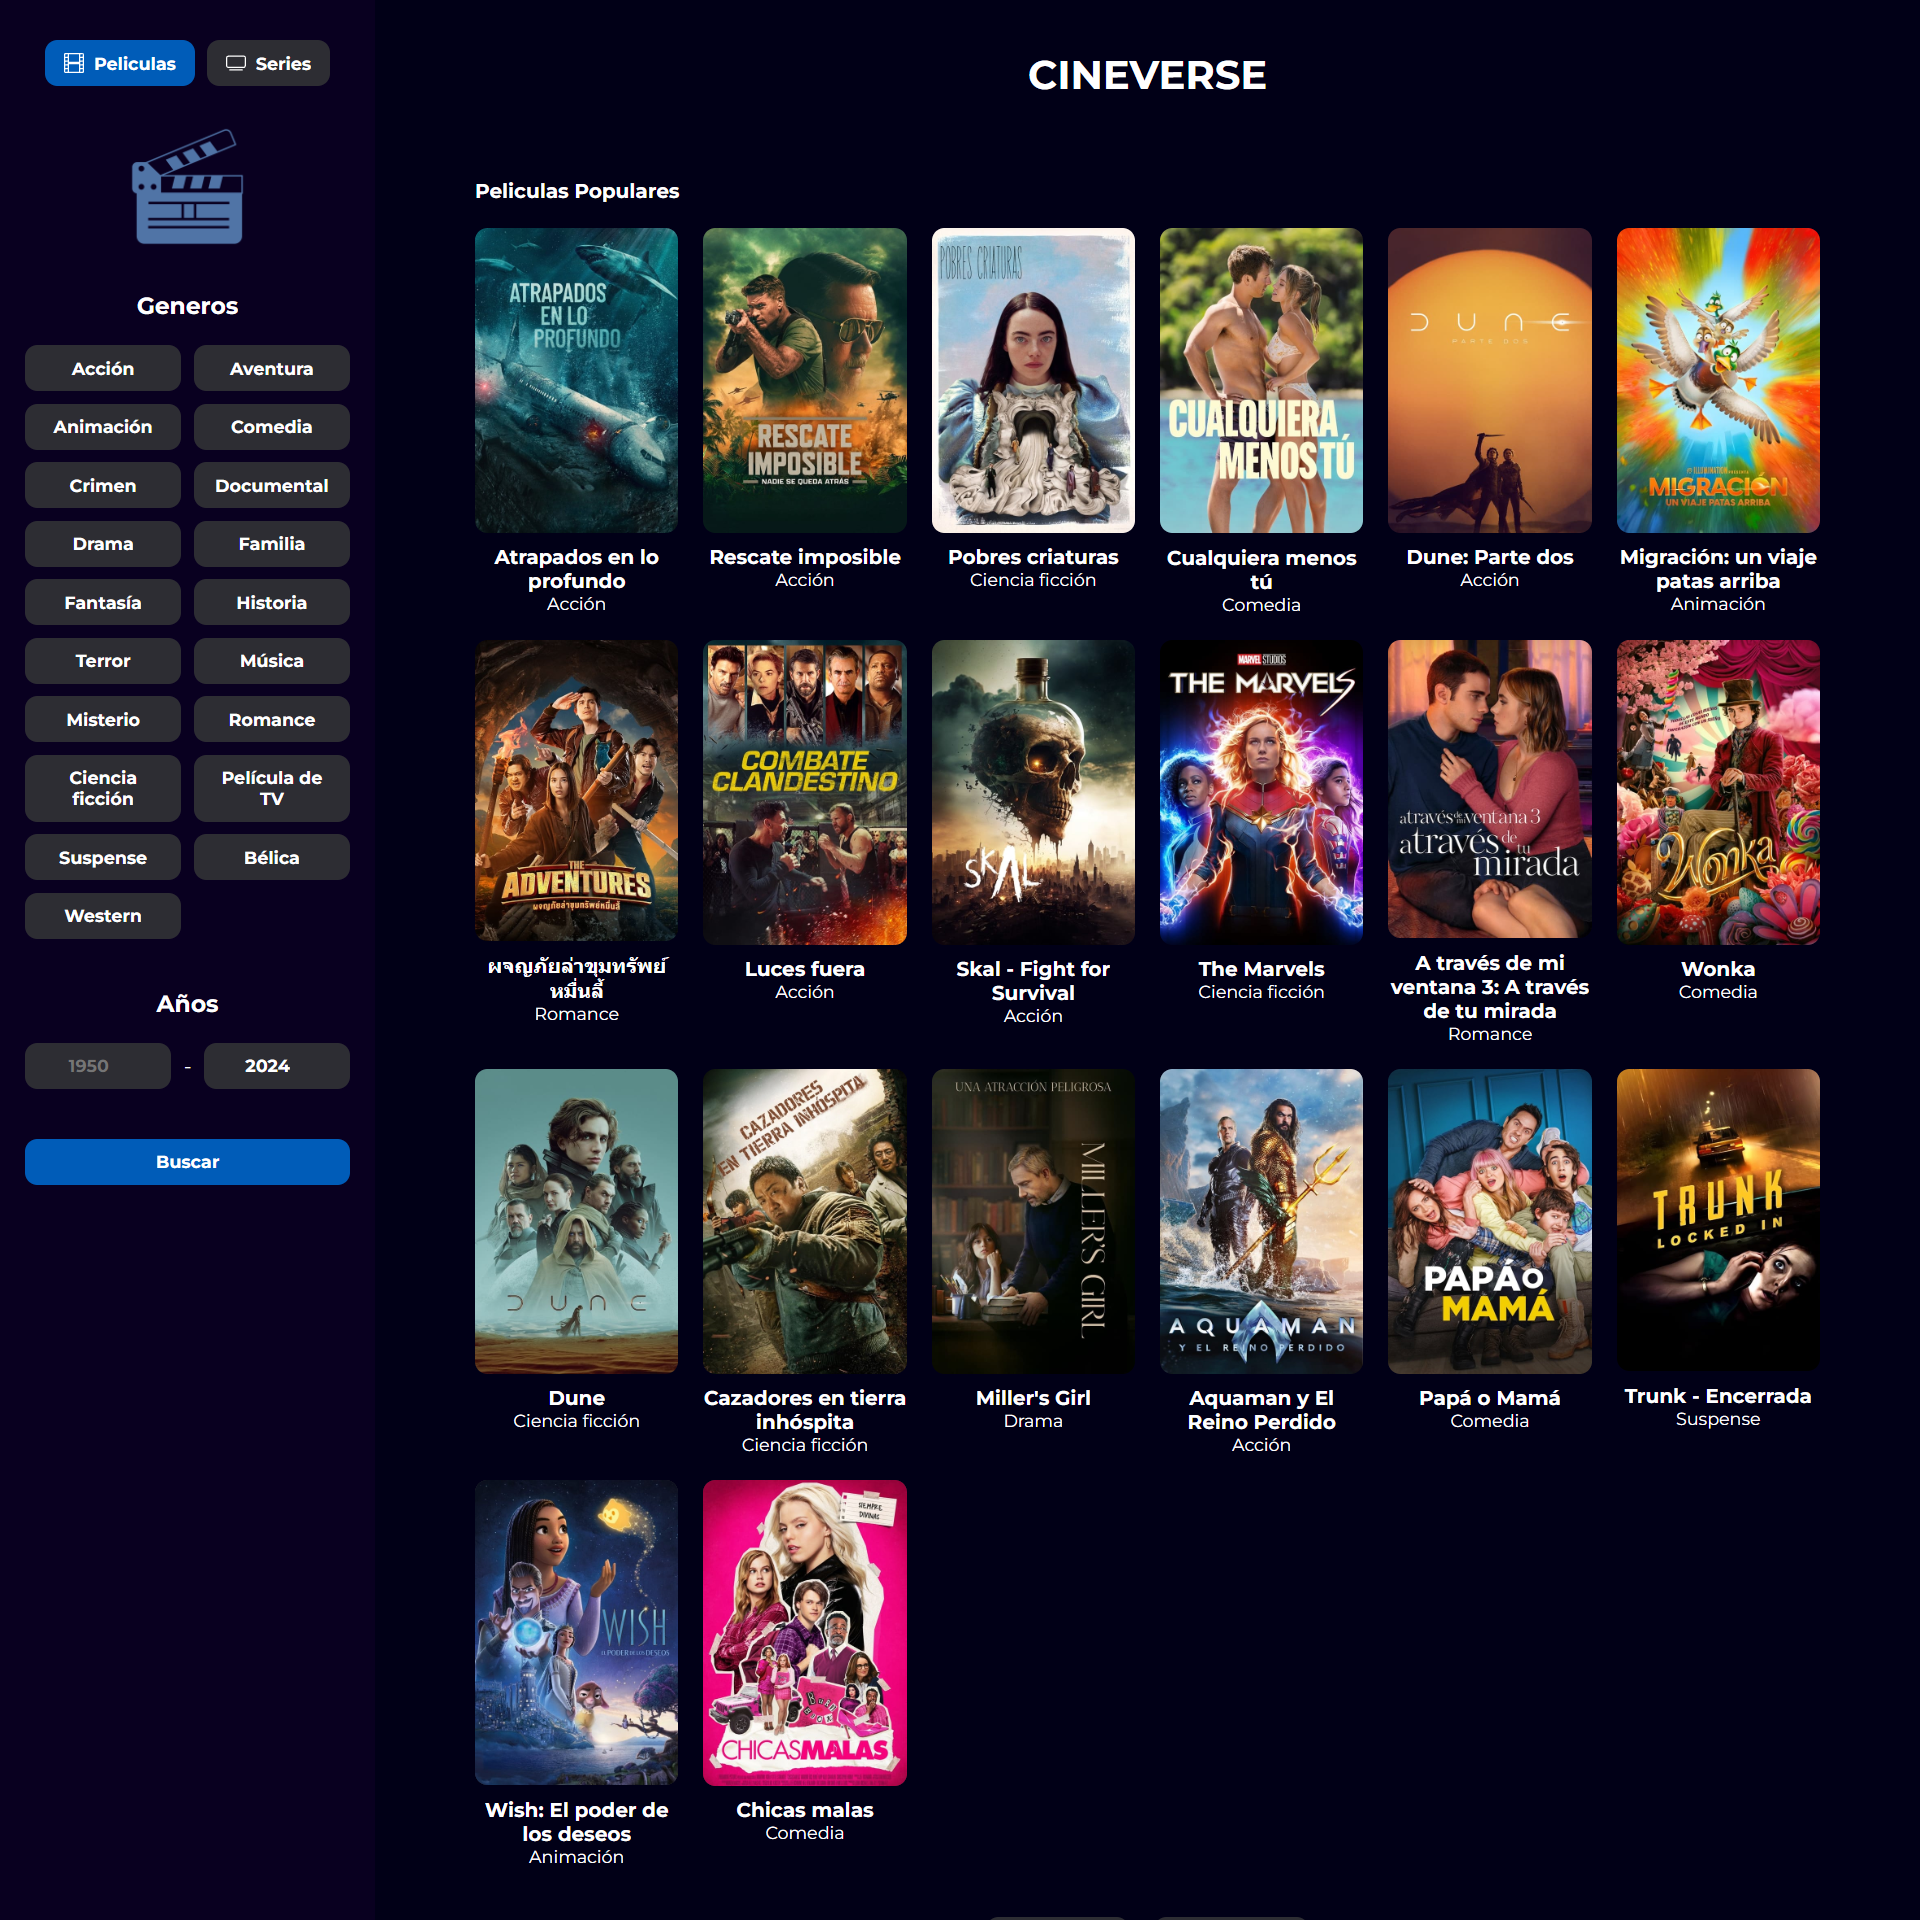 Peliculas
Series
CINEVERSE
Generos
Acción
Aventura
Animación
Comedia
Crimen
Documental
Drama
Familia
Fantasía
Historia
Terror
Música
Misterio
Romance
Ciencia
ficción
Película de
TV
Suspense
Bélica
Western
Años
1950
-
2024
Buscar
Peliculas Populares
ATRAPADOS
EN LO
PROFUNDO
Atrapados en lo
profundo
Acción
RESCATE
IMPOSIBLE
NADIE SE QUEDA ATRÁS
Rescate imposible
Acción
POBRES CRIATURAS
Pobres criaturas
Ciencia ficción
CUALQUIERA
MENOS TÚ
Cualquiera menos
tú
Comedia
DUNE
PARTE DOS
Dune: Parte dos
Acción
MIGRACIÓN
UN VIAJE PATAS ARRIBA
Migración: un viaje
patas arriba
Animación
THE
ADVENTURES
ผจญภัยล่าขุมทรัพย์หมื่นลี้
ผจญภัยล่าขุมทรัพย์
หมื่นลี้
Romance
COMBATE
CLANDESTINO
Luces fuera
Acción
SKAL
Skal - Fight for
Survival
Acción
MARVEL STUDIOS
THE MARVELS
The Marvels
Ciencia ficción
a través de mi ventana 3
a través de tu
mirada
A través de mi
ventana 3: A través
de tu mirada
Romance
Wonka
Wonka
Comedia
DUNE
Dune
Ciencia ficción
CAZADORES
EN TIERRA INHÓSPITA
Cazadores en tierra
inhóspita
Ciencia ficción
UNA ATRACCIÓN PELIGROSA
MILLER'S GIRL
Miller's Girl
Drama
AQUAMAN
Y EL REINO PERDIDO
Aquaman y El
Reino Perdido
Acción
PAPÁ O
MAMÁ
Papá o Mamá
Comedia
TRUNK
LOCKED IN
Trunk - Encerrada
Suspense
WISH
EL PODER DE LOS DESEOS
Wish: El poder de
los deseos
Animación
SIEMPRE
DIVINAS
BURN
BOOK
CHICAS MALAS
Chicas malas
Comedia